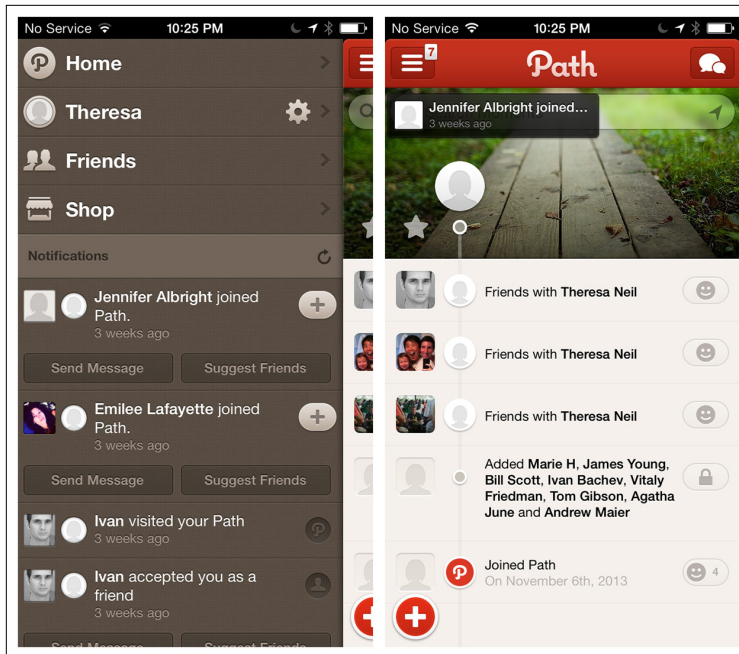 No Service 10:25 PM
Home
Theresa
Friends
Shop
Notifications
Jennifer Albright joined
Path.
3 weeks ago
Send Message Suggest Friends
Emilee Lafayette joined
Path.
3 weeks ago
Send Message Suggest Friends
Ivan visited your Path
3 weeks ago
Ivan accepted you as a
friend
3 weeks ago
Send Message Suggest Friends
No Service 10:25 PM
7
Path
Jennifer Albright joined...
3 weeks ago
Friends with Theresa Neil
Friends with Theresa Neil
Friends with Theresa Neil
Added Marie H, James Young,
Bill Scott, Ivan Bachev, Vitaly
Friedman, Tom Gibson, Agatha
June and Andrew Maier
Joined Path
On November 6th, 2013
4